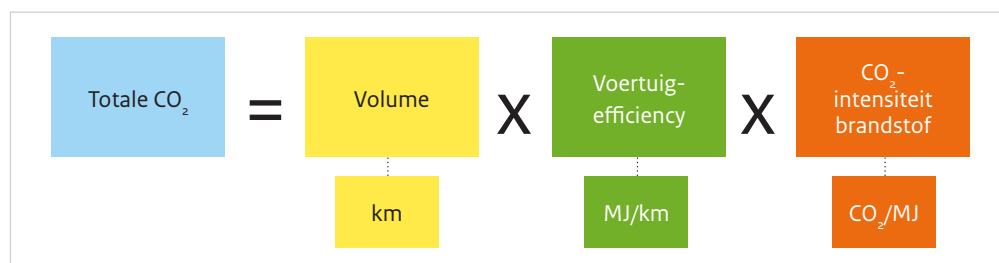 Totale CO₂
=
Volume
X
Voertuig-
efficiency
X
CO₂-
intensiteit
brandstof
km
MJ/km
CO₂/MJ